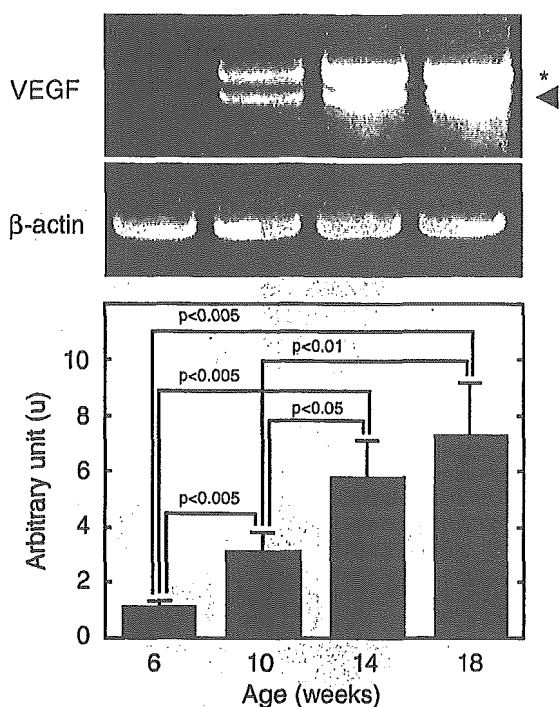 VEGF
*
β-actin
p<0.005
p<0.01
p<0.005
p<0.05
p<0.005
Arbitrary unit (u)
10
8
6
4
2
0
6 10 14 18
Age (weeks)